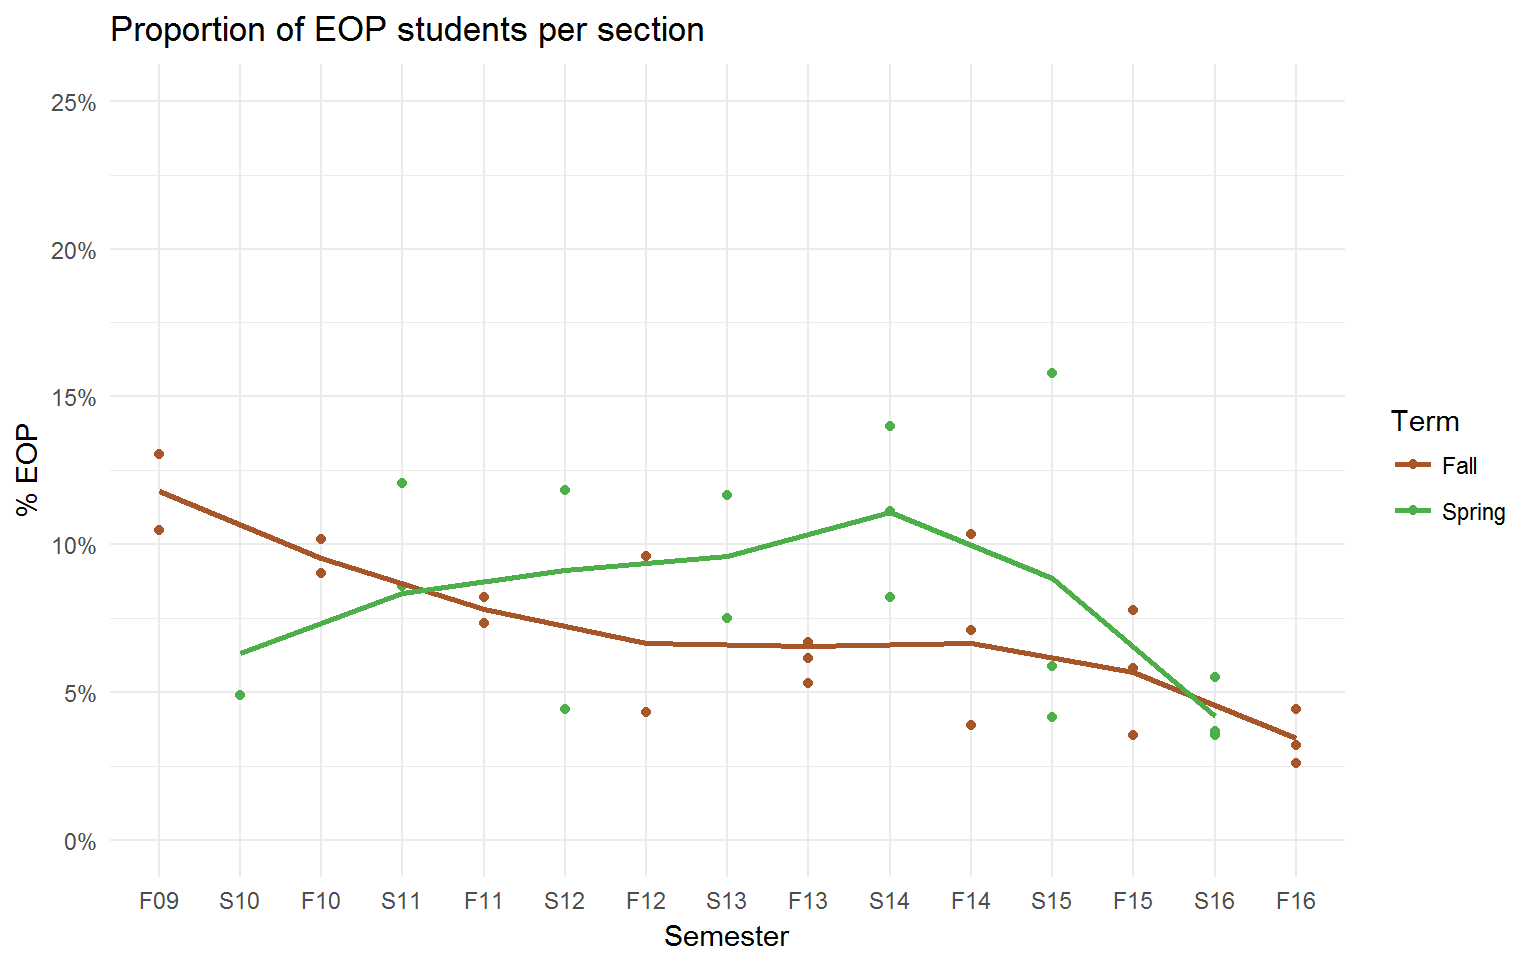 Proportion of EOP students per section
25%
20%
15%
10%
5%
0%
% EOP
F09 S10 F10 S11 F11 S12 F12 S13 F13 S14 F14 S15 F15 S16 F16
Semester
Term
Fall
Spring